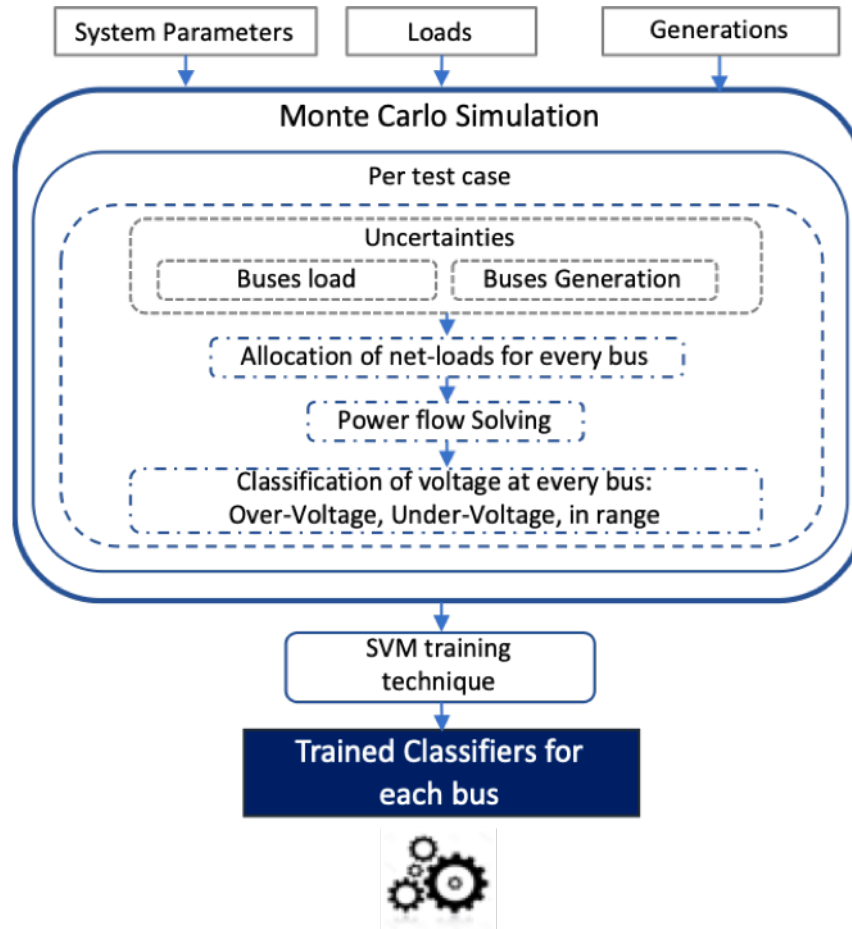 System Parameters
Loads
Generations
Monte Carlo Simulation
Per test case
Uncertainties
Buses load
Buses Generation
Allocation of net-loads for every bus
Power flow Solving
Classification of voltage at every bus:
Over-Voltage, Under-Voltage, in range
SVM training
technique
Trained Classifiers for
each bus